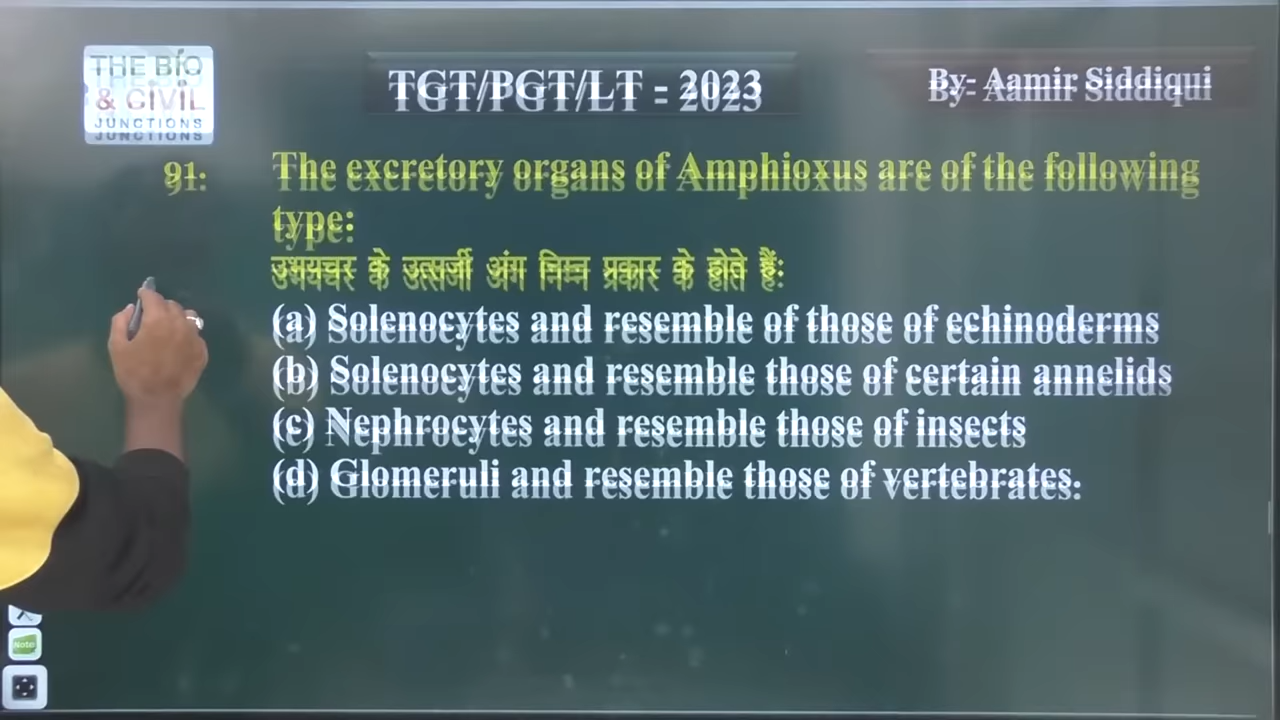 THE BIO
& CIVIL
JUNCTIONS
TGT/PGT/LT - 2023
By- Aamir Siddiqui
91. The excretory organs of Amphioxus are of the following
type:
उभयचर के उत्सर्जी अंग निम्न प्रकार के होते हैं:
(a) Solenocytes and resemble of those of echinoderms
(b) Solenocytes and resemble those of certain annelids
(c) Nephrocytes and resemble those of insects
(d) Glomeruli and resemble those of vertebrates.
Note